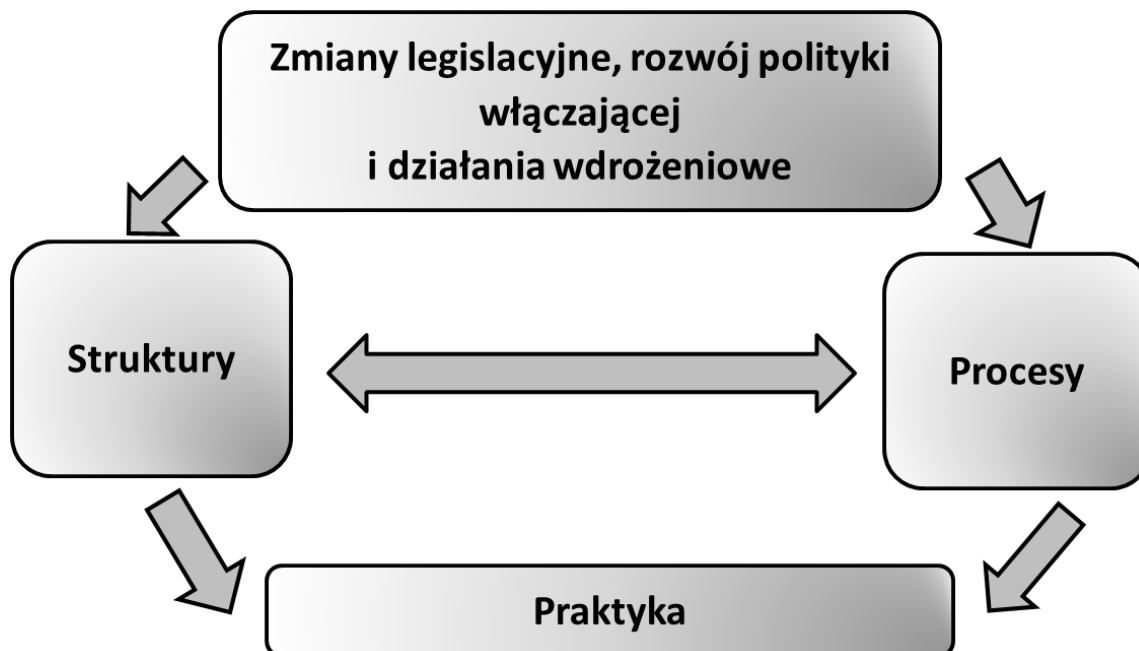 Zmiany legislacyjne, rozwój polityki
włączającej
i działania wdrożeniowe
Struktury
Procesy
Praktyka